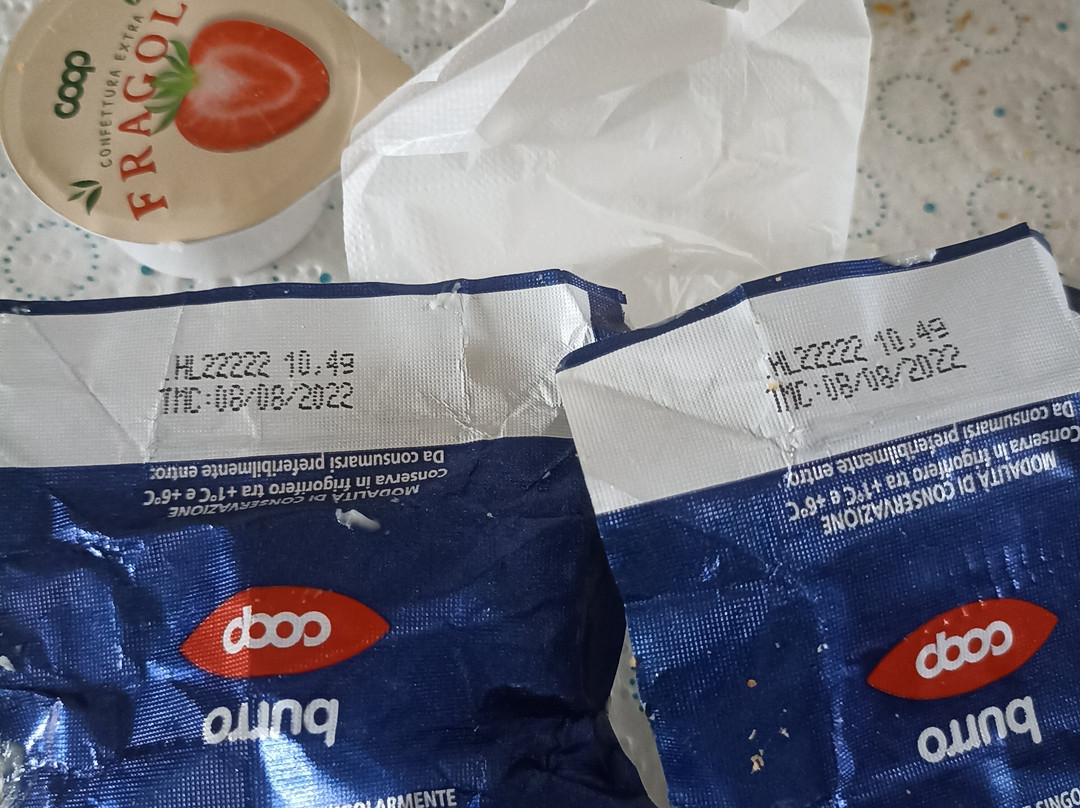 coop
CONFETTURA EXTRA
FRAGOL
HL22222 10.49
TMC:08/08/2022
Da consumarsi preferibilmente entro:
conserva in frigorifero tra +1°C e +6°C
MODALITÀ DI CONSERVAZIONE
coop
burro
HL22222 10.49
TMC:08/08/2022
Da consumarsi preferibilmente entro:
Conserva in frigorifero tra +1°C e +6°C
MODALITÀ DI CONSERVAZIONE
coop
burro